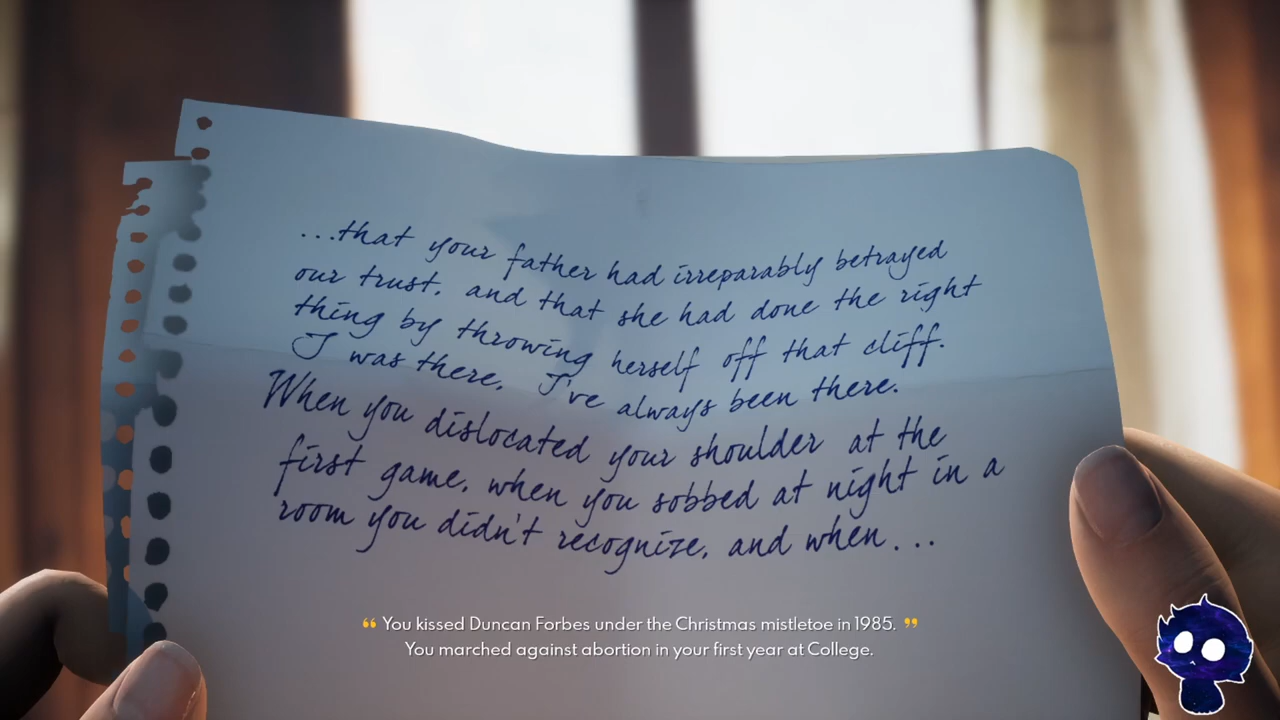 ...that your father had irreparably betrayed
our trust, and that she had done the right
thing by throwing herself off that cliff.
I was there, I've always been there.
When you dislocated your shoulder at the
first game, when you sobbed at night in a
room you didn't recognize, and when...
“ You kissed Duncan Forbes under the Christmas mistletoe in 1985. ”
You marched against abortion in your first year at College.